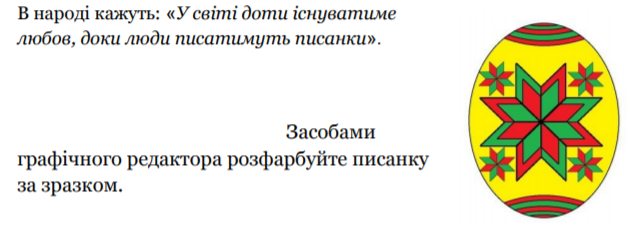 В народі кажуть: «У світі доти існуватиме
любов, доки люди писатимуть писанки».
Засобами
графічного редактора розфарбуйте писанку
за зразком.